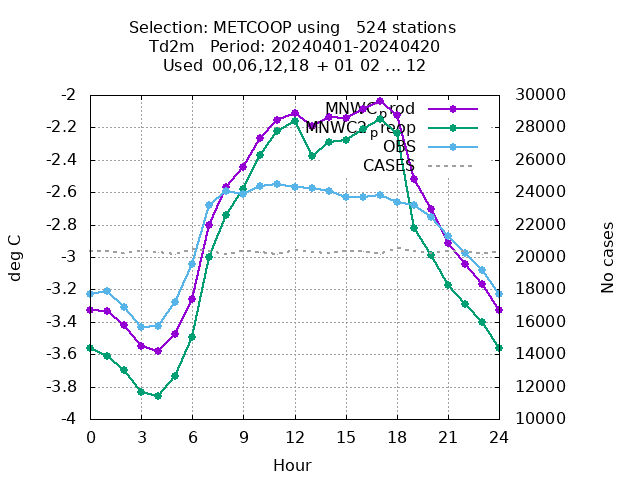 Selection: METCOOP using   524 stations
Td2m   Period: 20240401-20240420
Used  00,06,12,18  + 01 02 ... 12
-2
-2.2
-2.4
-2.6
-2.8
-3
-3.2
-3.4
-3.6
-3.8
-4
30000
28000
26000
24000
22000
20000
18000
16000
14000
12000
10000
MNWC_prod
MNWC2_preop
OBS
CASES
deg C
No cases
0 3 6 9 12 15 18 21 24
Hour